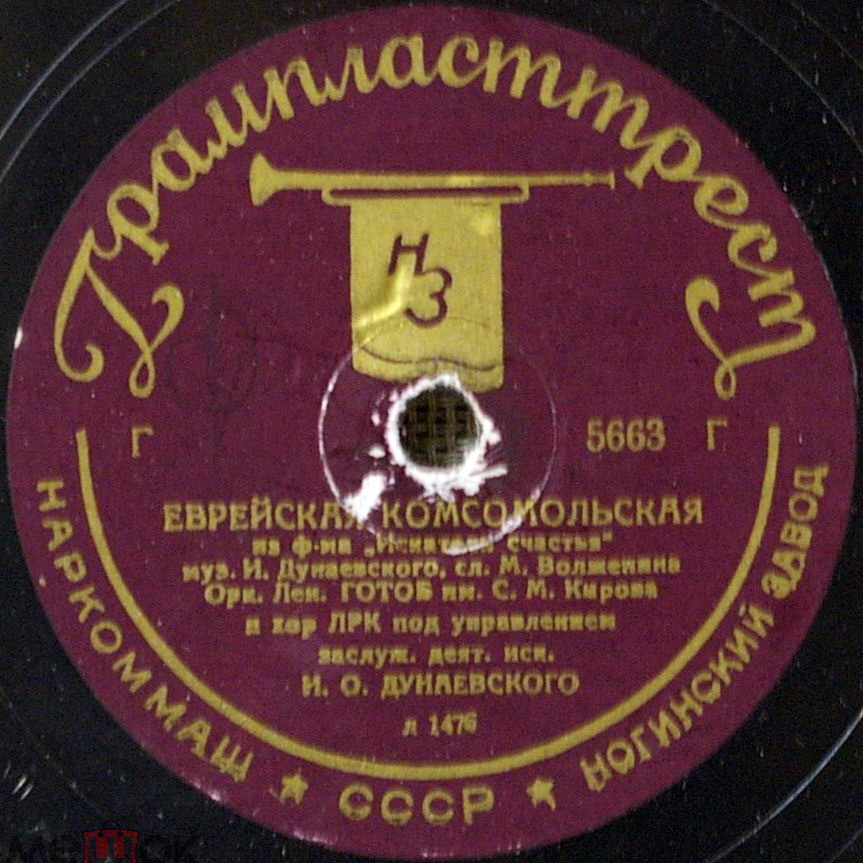 Грампласттрест
НЗ
Г 5663 Г
ЕВРЕЙСКАЯ КОМСОМОЛЬСКАЯ
из ф-ма „Искатели счастья"
муз. И. Дунаевского, сл. М. Волженина
Орк. Лен. ГОТОБ им. С. М. Кирова
и хор ЛРК под управлением
заслуж. деят. иск.
И. О. ДУНАЕВСКОГО
л 1476
НАРКОММАШ ★ СССР ★ НОГИНСКИЙ ЗАВОД
мешок